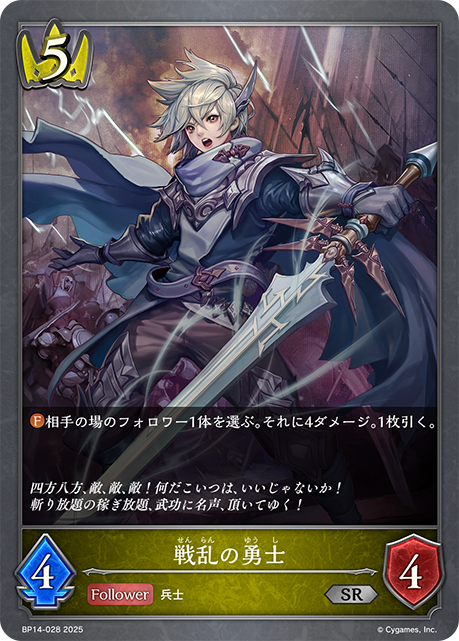 5
F相手の場のフォロワー1体を選ぶ。それに4ダメージ。1枚引く。
四方八方、敵、敵、敵！何だこいつは、いいじゃないか！
斬り放題の稼ぎ放題、武功に名声、頂いてゆく！
せんらん ゆうし
戦乱の勇士
4
Follower 兵士
SR
4
BP14-028 2025
© Cygames, Inc.